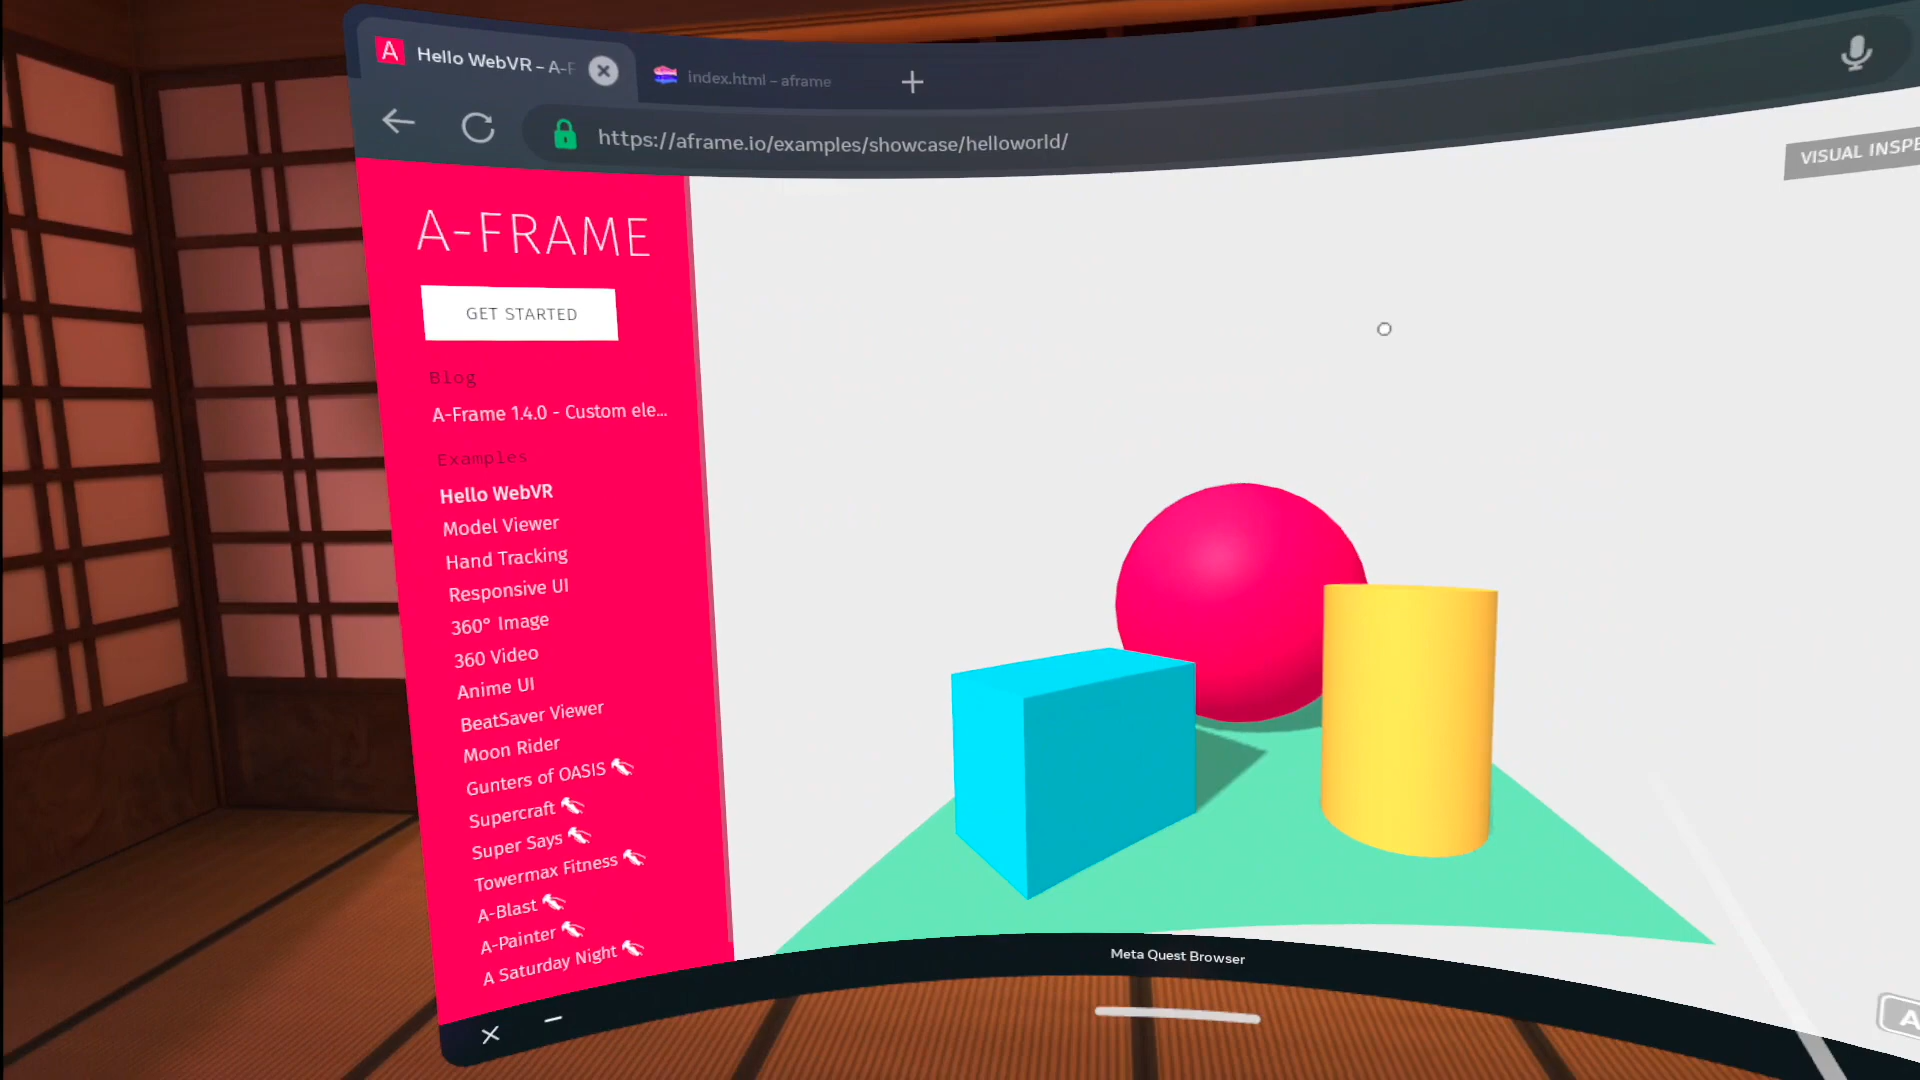 A Hello WebVR – A-F
index.html – aframe
https://aframe.io/examples/showcase/helloworld/
VISUAL INSPE
A-FRAME
GET STARTED
Blog
A-Frame 1.4.0 - Custom ele...
Examples
Hello WebVR
Model Viewer
Hand Tracking
Responsive UI
360° Image
360 Video
Anime UI
BeatSaver Viewer
Moon Rider
Gunters of OASIS
Supercraft
Super Says
Towermax Fitness
A-Blast
A-Painter
A Saturday Night
Meta Quest Browser
A